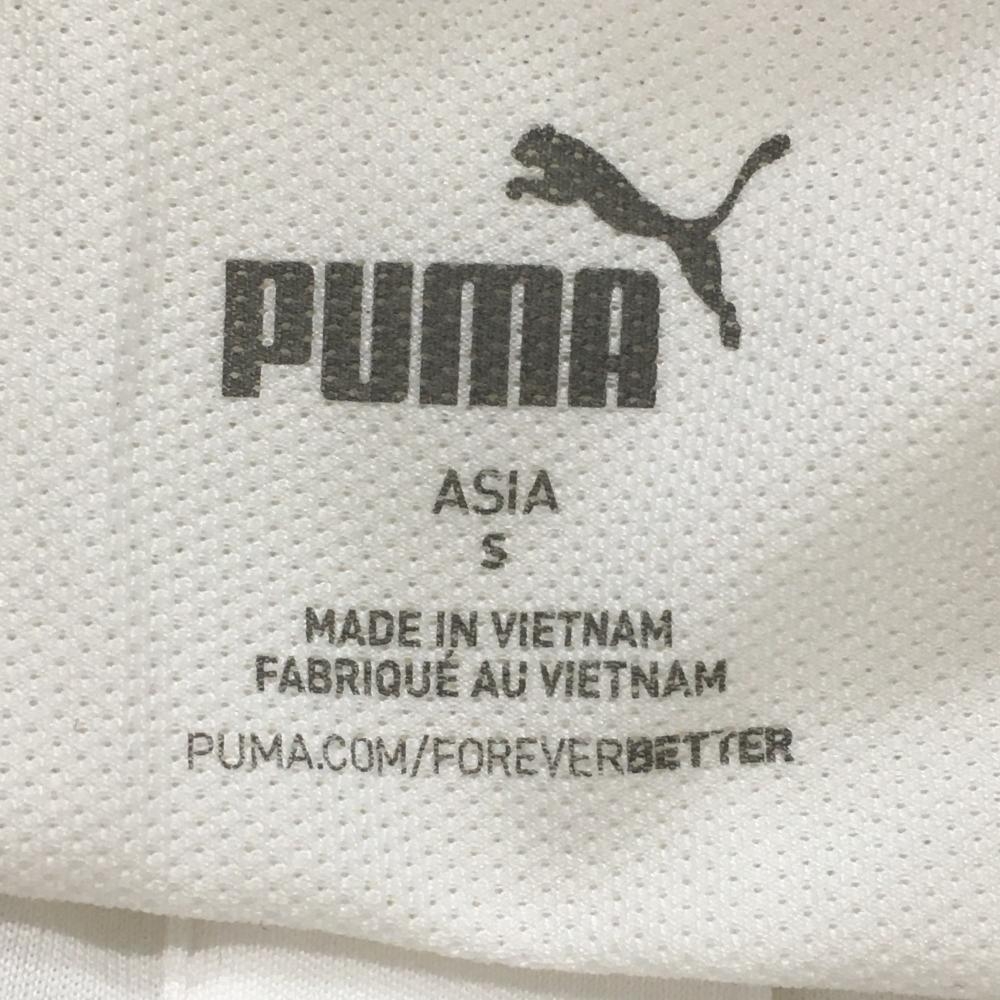 PUMA
ASIA
S
MADE IN VIETNAM
FABRIQUÉ AU VIETNAM
PUMA.COM/FOREVERBETTER